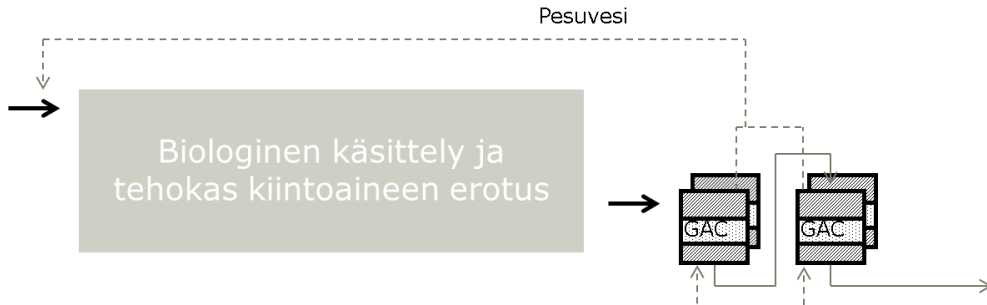 Pesuvesi
Biologinen käsittely ja
tehokas kiintoaineen erotus
GAC
GAC